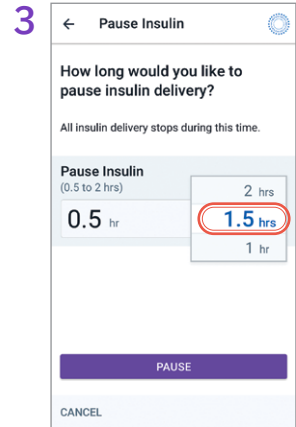 3
← Pause Insulin
How long would you like to
pause insulin delivery?
All insulin delivery stops during this time.
Pause Insulin
(0.5 to 2 hrs)
0.5 hr
2 hrs
1.5 hrs
1 hr
PAUSE
CANCEL